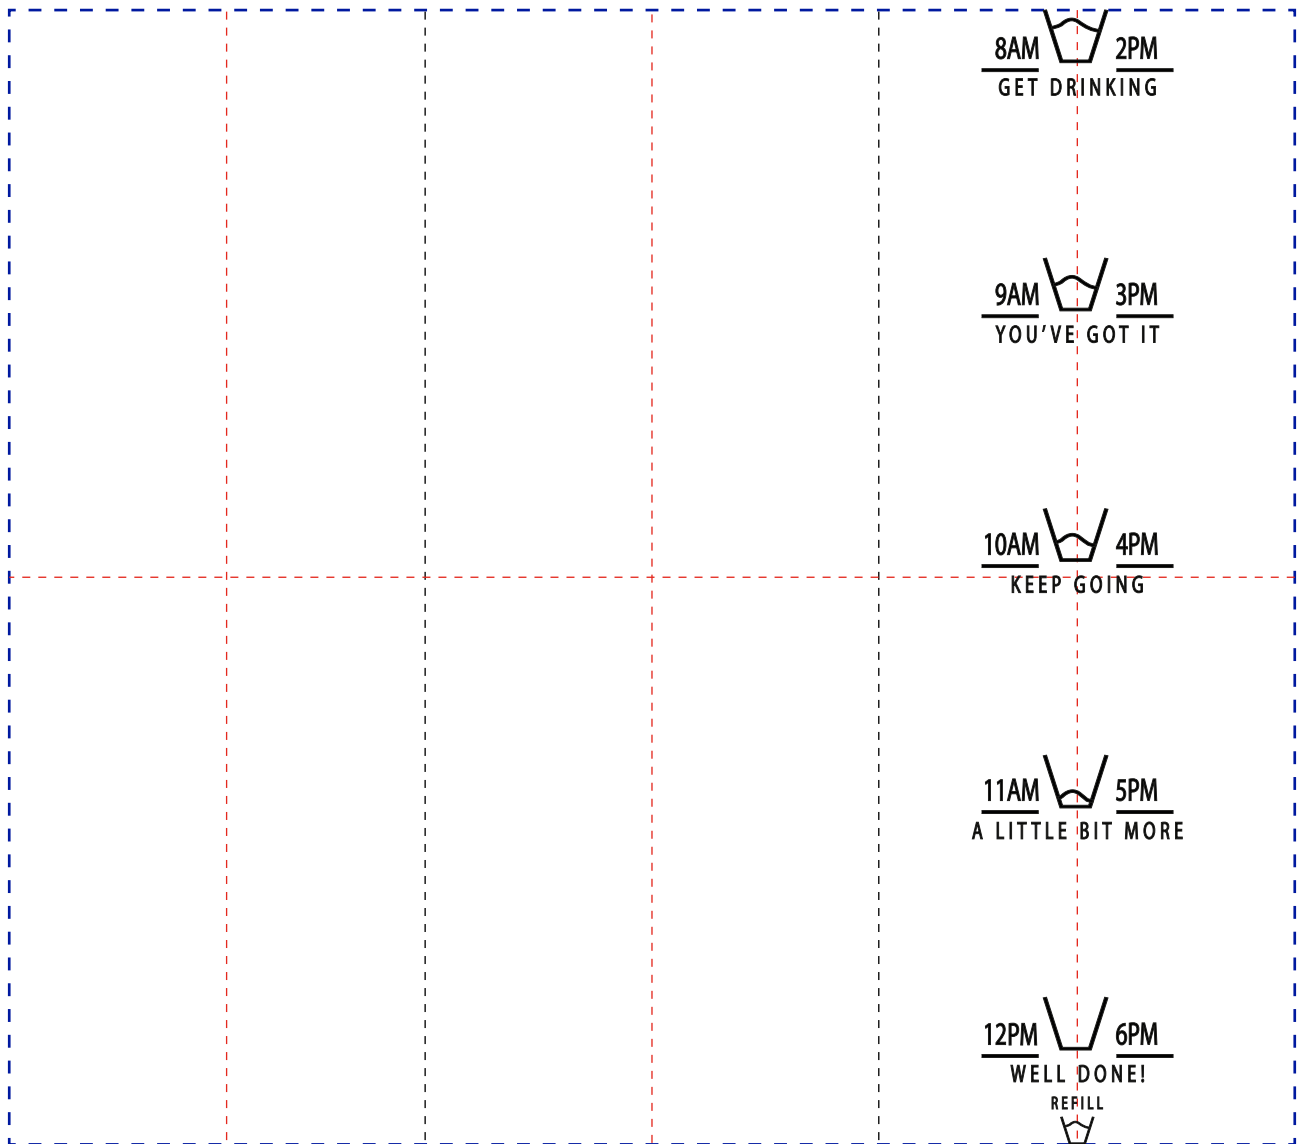 8AM 2PM
GET DRINKING
9AM 3PM
YOU'VE GOT IT
10AM 4PM
KEEP GOING
11AM 5PM
A LITTLE BIT MORE
12PM 6PM
WELL DONE!
REFILL